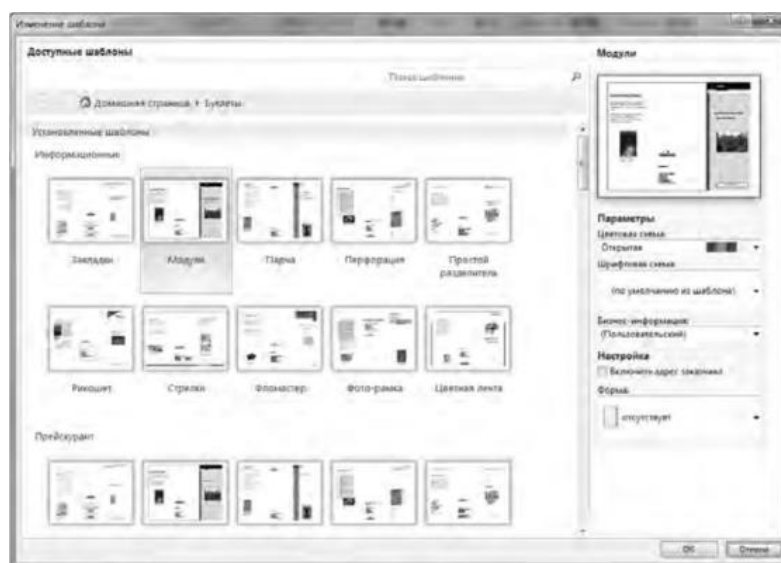 Изменение шаблона
Доступные шаблоны
Поиск шаблонов
Домашняя страница ▸ Буклеты
Установленные шаблоны
Информационные
Закладки
Модули
Парча
Перфорация
Простой разделитель
Рикошет
Стрелки
Фломастер
Фото-рамка
Цветная лента
Прейскурант
Модули
Параметры
Цветовая схема:
Открытая
Шрифтовая схема:
(по умолчанию из шаблона)
Бизнес-информация:
(Пользовательский)
Настройка
Включить адрес заказчика
Форма:
отсутствует
ОК
Отмена